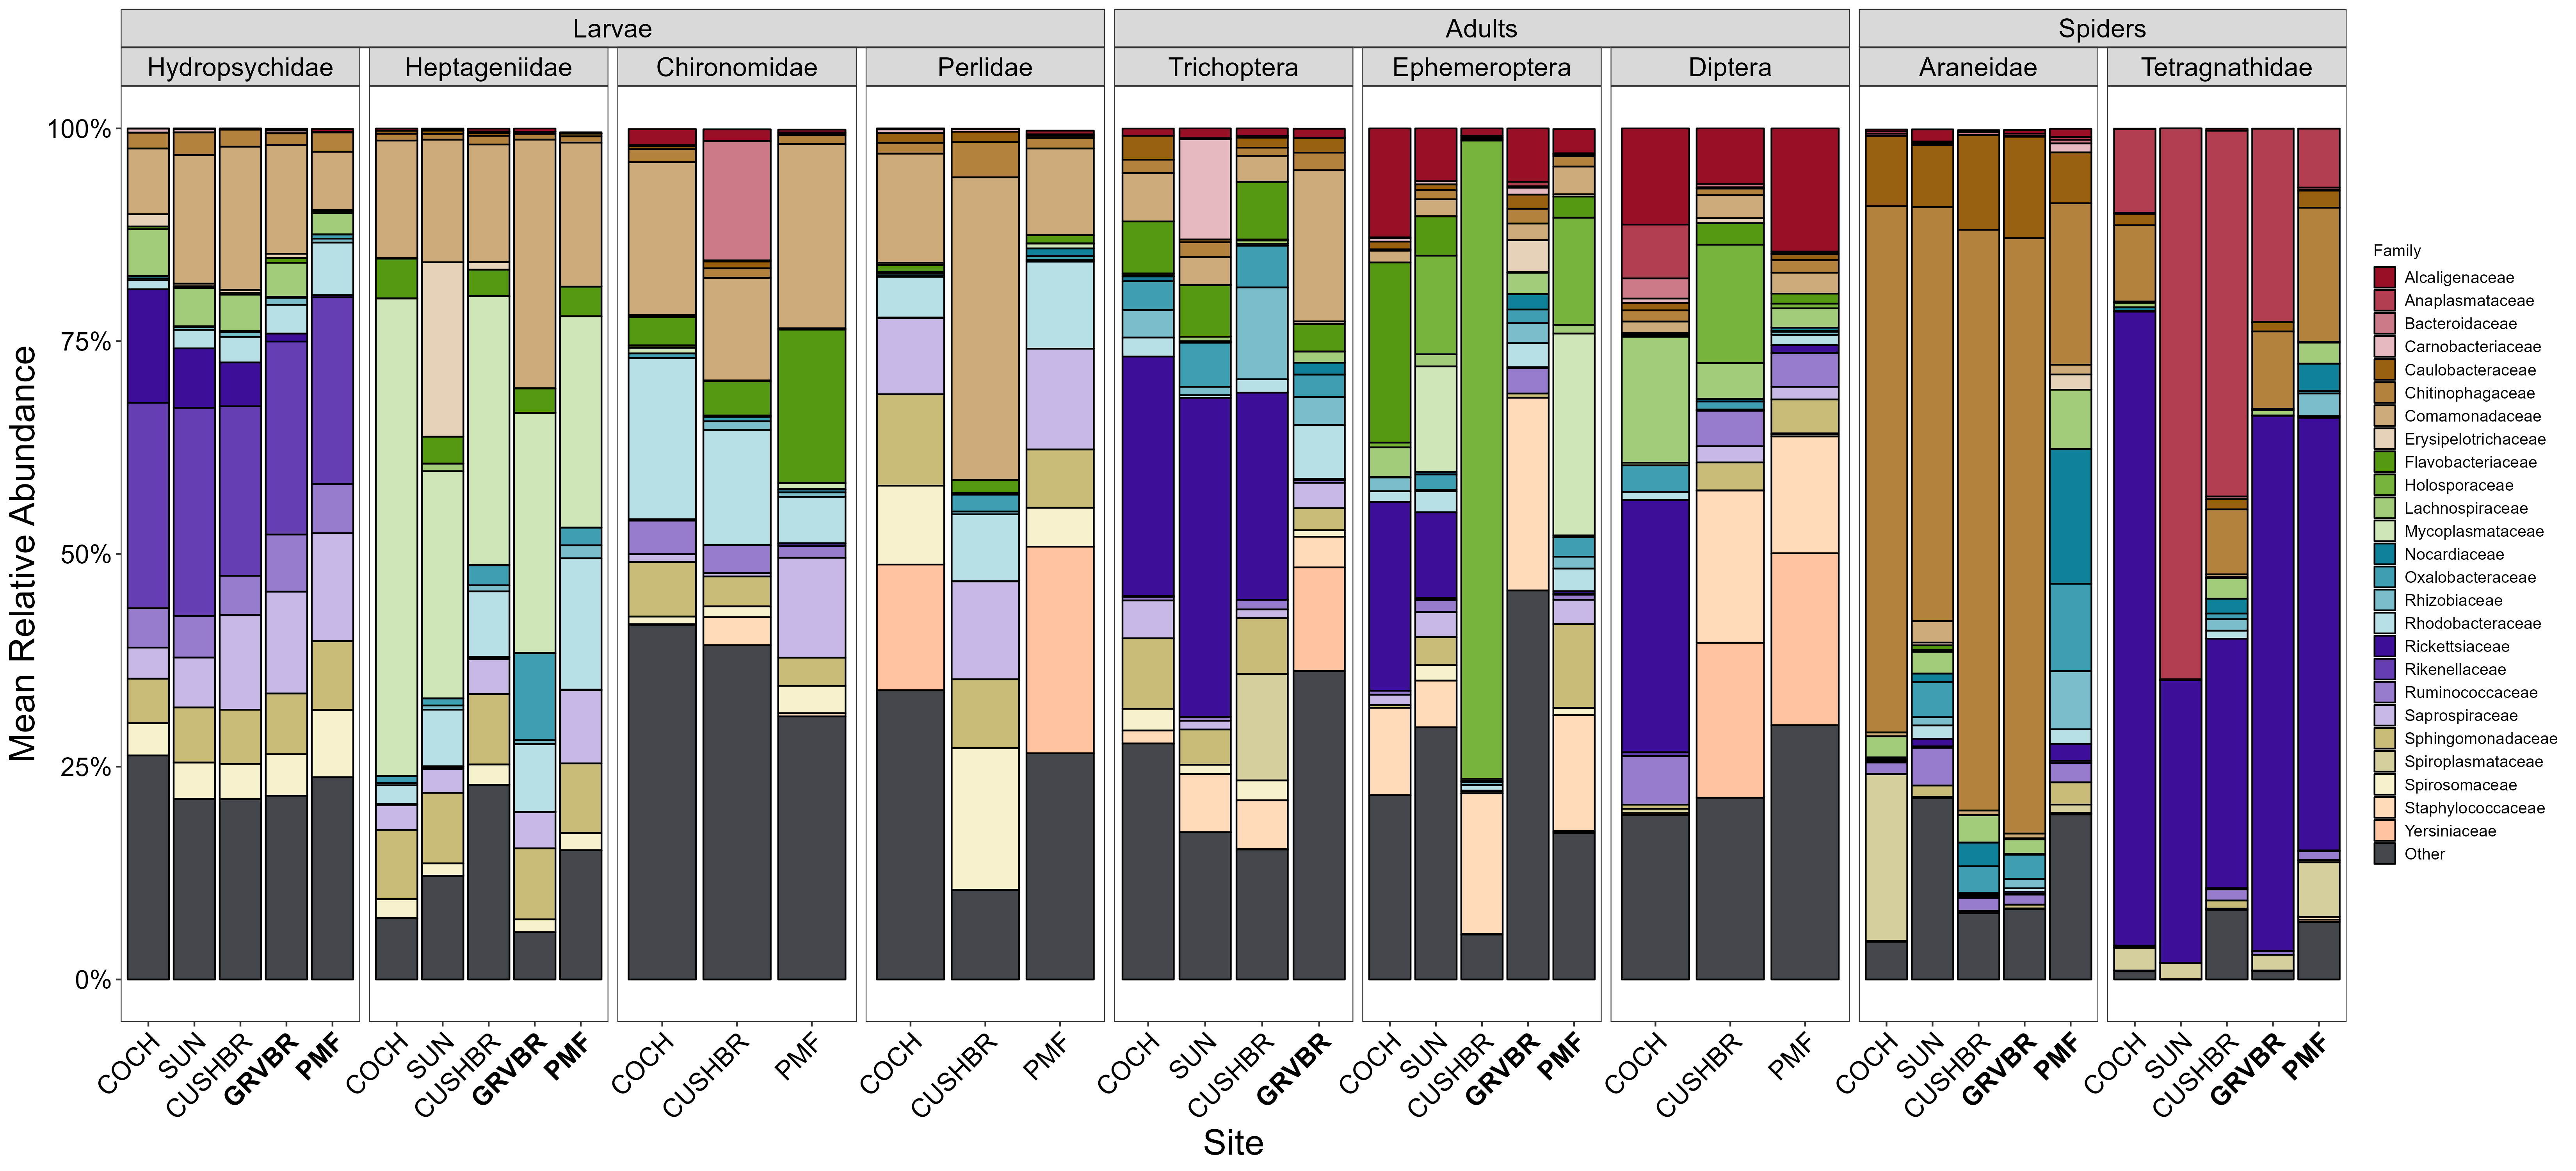 Larvae Adults Spiders
Hydropsychidae Heptageniidae Chironomidae Perlidae Trichoptera Ephemeroptera Diptera Araneidae Tetragnathidae
Mean Relative Abundance
100%
75%
50%
25%
0%
COCH SUN CUSHBR GRVBR PMF COCH SUN CUSHBR GRVBR PMF COCH CUSHBR PMF COCH CUSHBR PMF COCH SUN CUSHBR GRVBR COCH SUN CUSHBR GRVBR PMF COCH CUSHBR PMF COCH SUN CUSHBR GRVBR PMF COCH SUN CUSHBR GRVBR PMF
Site
Family
Alcaligenaceae
Anaplasmataceae
Bacteroidaceae
Carnobacteriaceae
Caulobacteraceae
Chitinophagaceae
Comamonadaceae
Erysipelotrichaceae
Flavobacteriaceae
Holosporaceae
Lachnospiraceae
Mycoplasmataceae
Nocardiaceae
Oxalobacteraceae
Rhizobiaceae
Rhodobacteraceae
Rickettsiaceae
Rikenellaceae
Ruminococcaceae
Saprospiraceae
Sphingomonadaceae
Spiroplasmataceae
Spirosomaceae
Staphylococcaceae
Yersiniaceae
Other